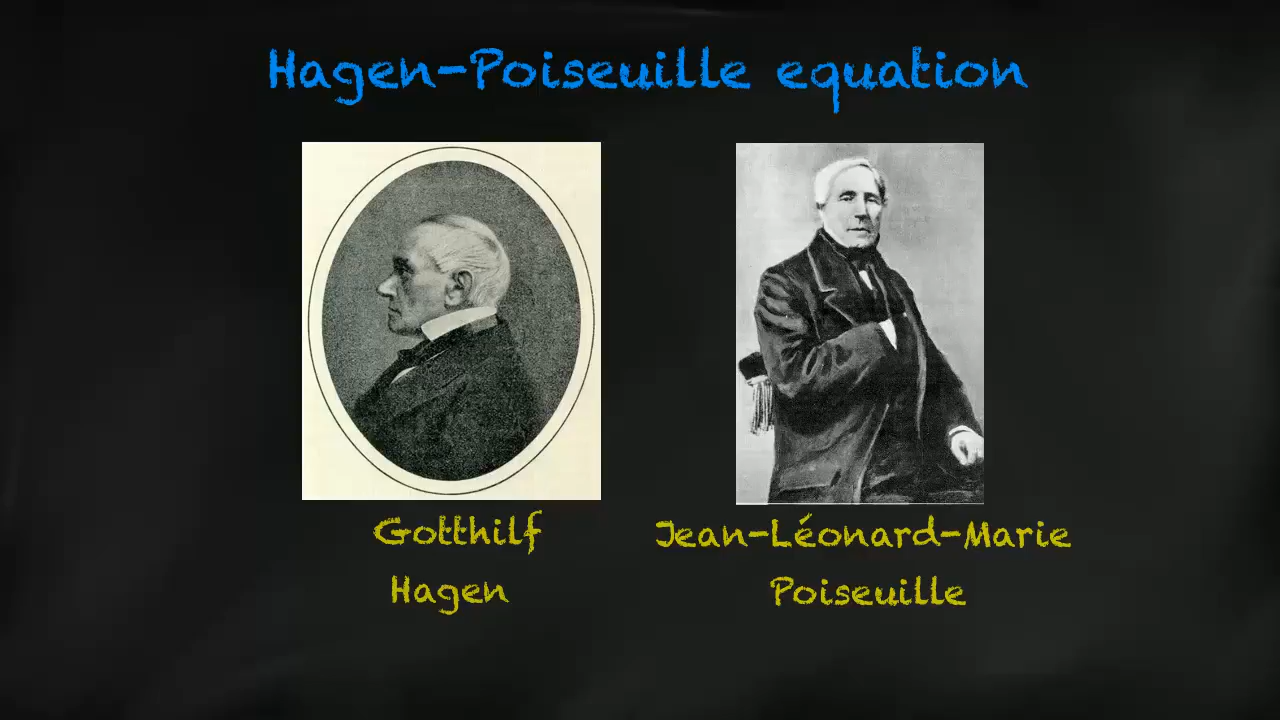 Hagen-Poiseuille equation
Gotthilf
Hagen
Jean-Léonard-Marie
Poiseuille